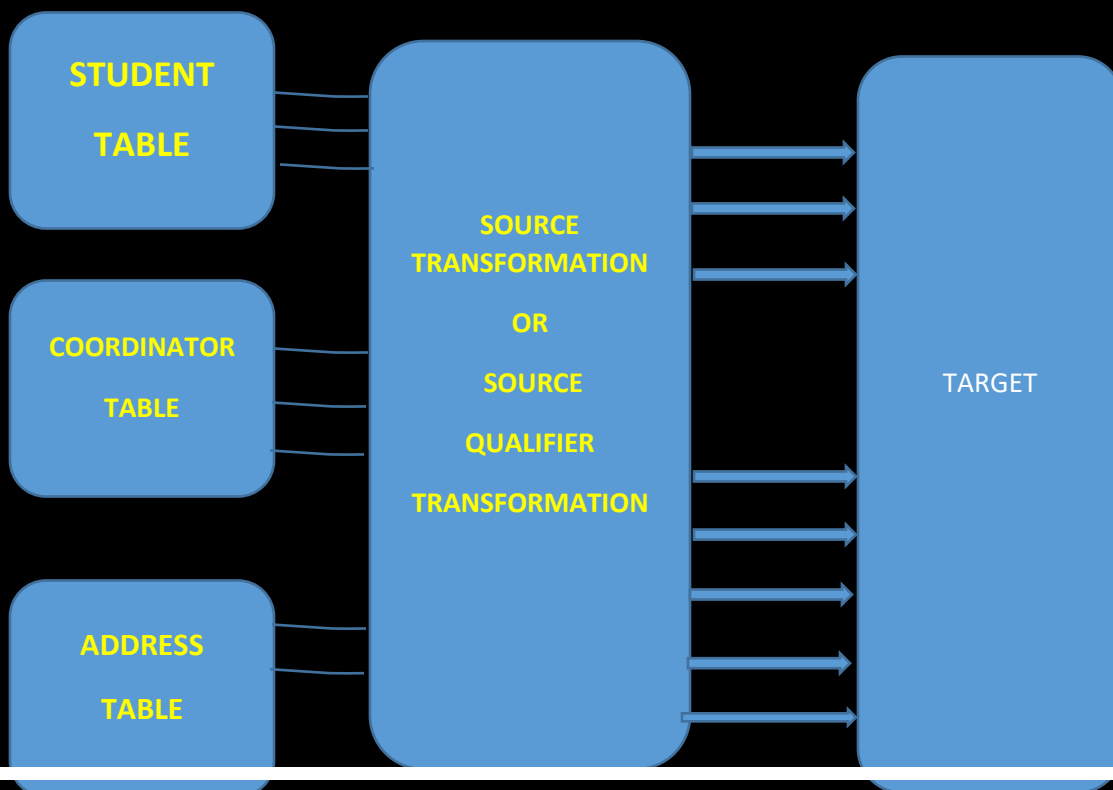 STUDENT
TABLE
COORDINATOR
TABLE
ADDRESS
TABLE
SOURCE
TRANSFORMATION
OR
SOURCE
QUALIFIER
TRANSFORMATION
TARGET